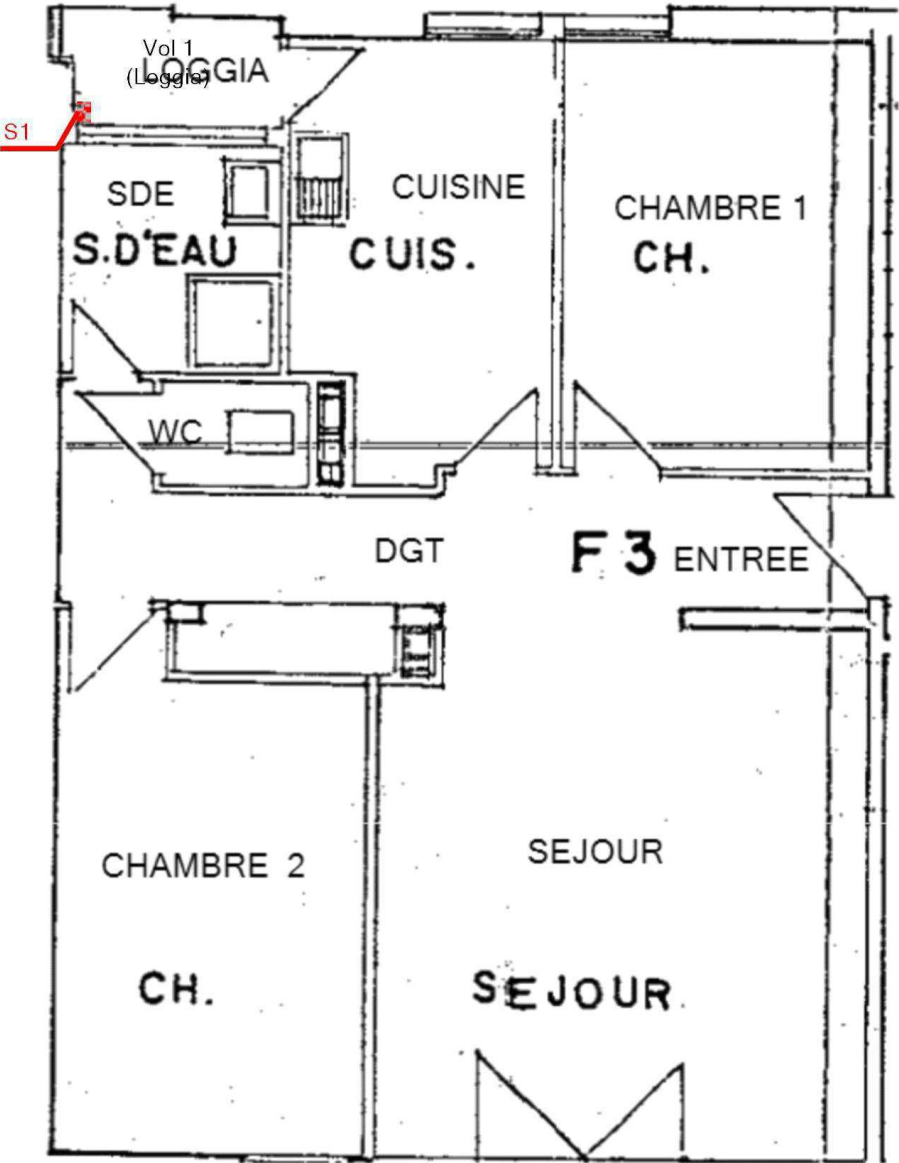 Vol 1
(Loggia)
LOGGIA
S1
SDE
S.D'EAU
CUISINE
CUIS.
CHAMBRE 1
CH.
WC
DGT
F 3
ENTREE
CHAMBRE 2
CH.
SEJOUR
SEJOUR